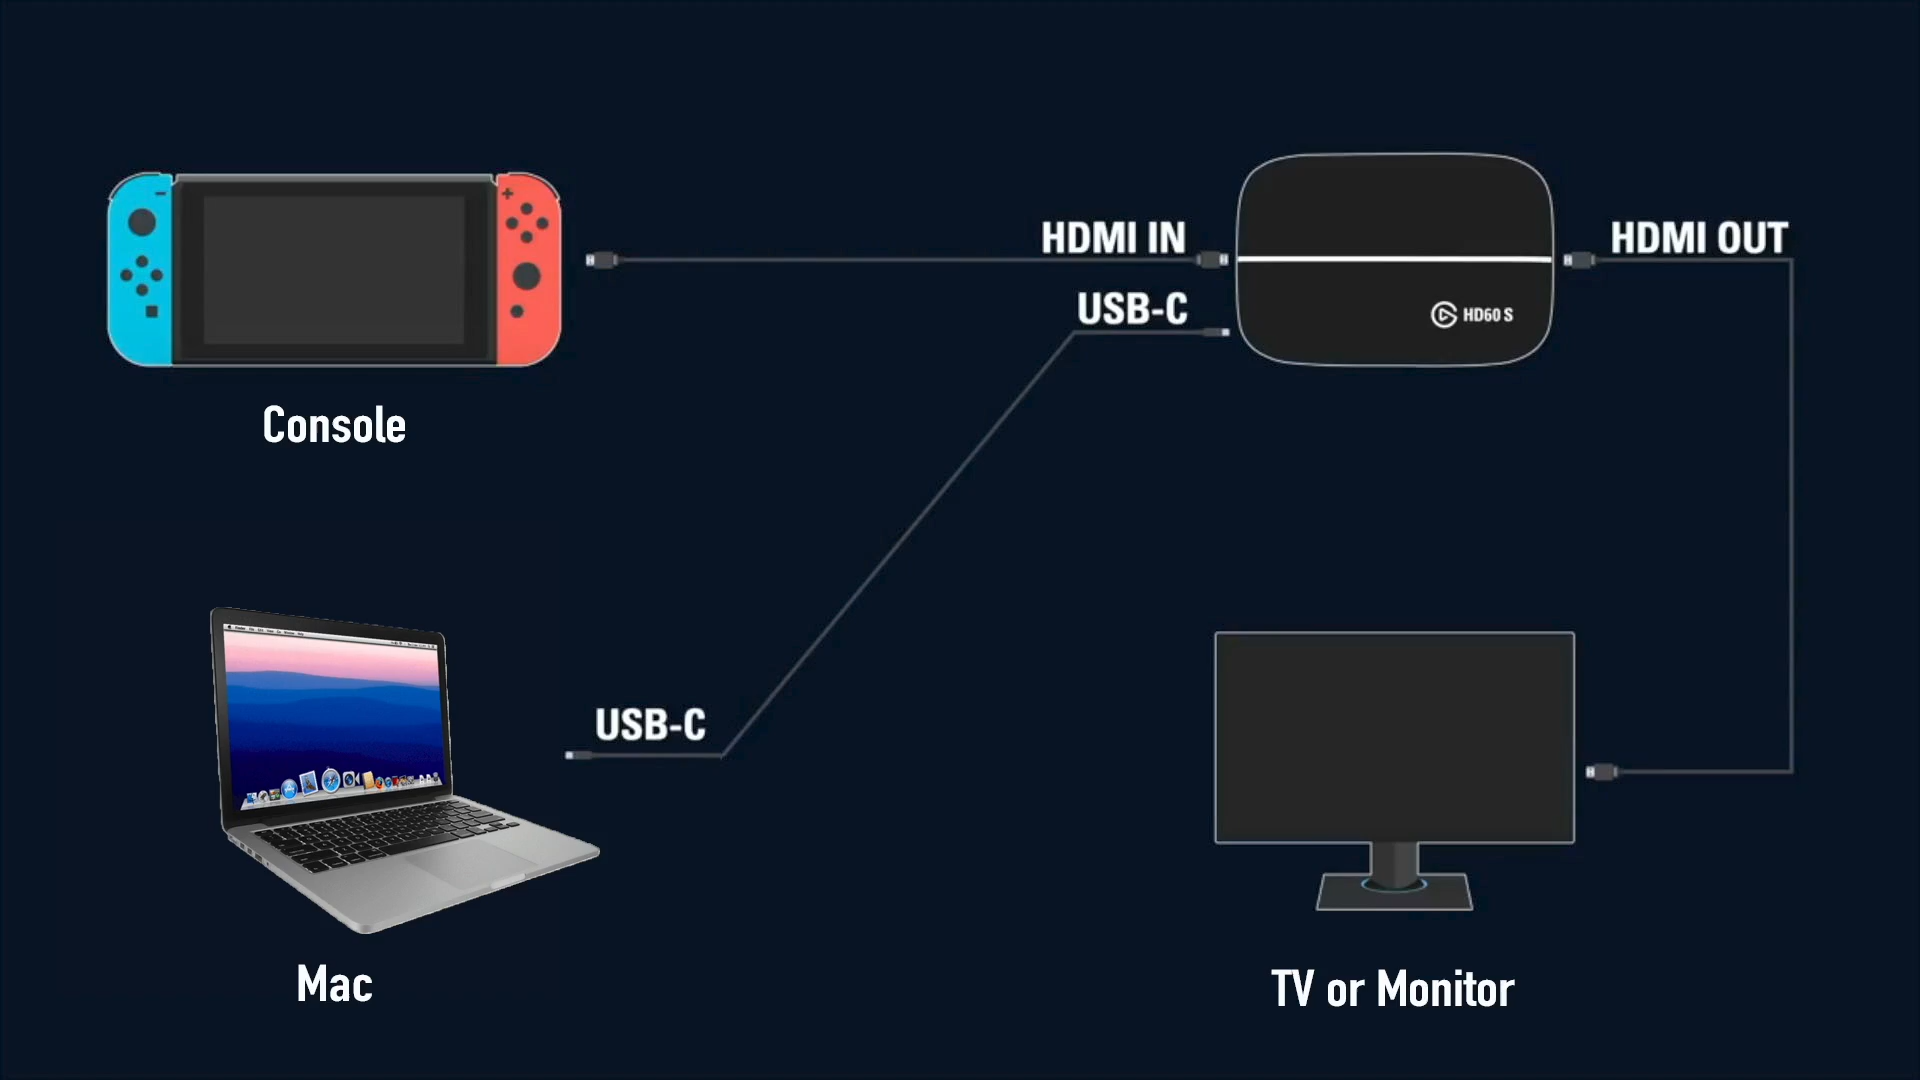 HDMI IN
HDMI OUT
USB-C
HD60 S
Console
USB-C
Mac
TV or Monitor